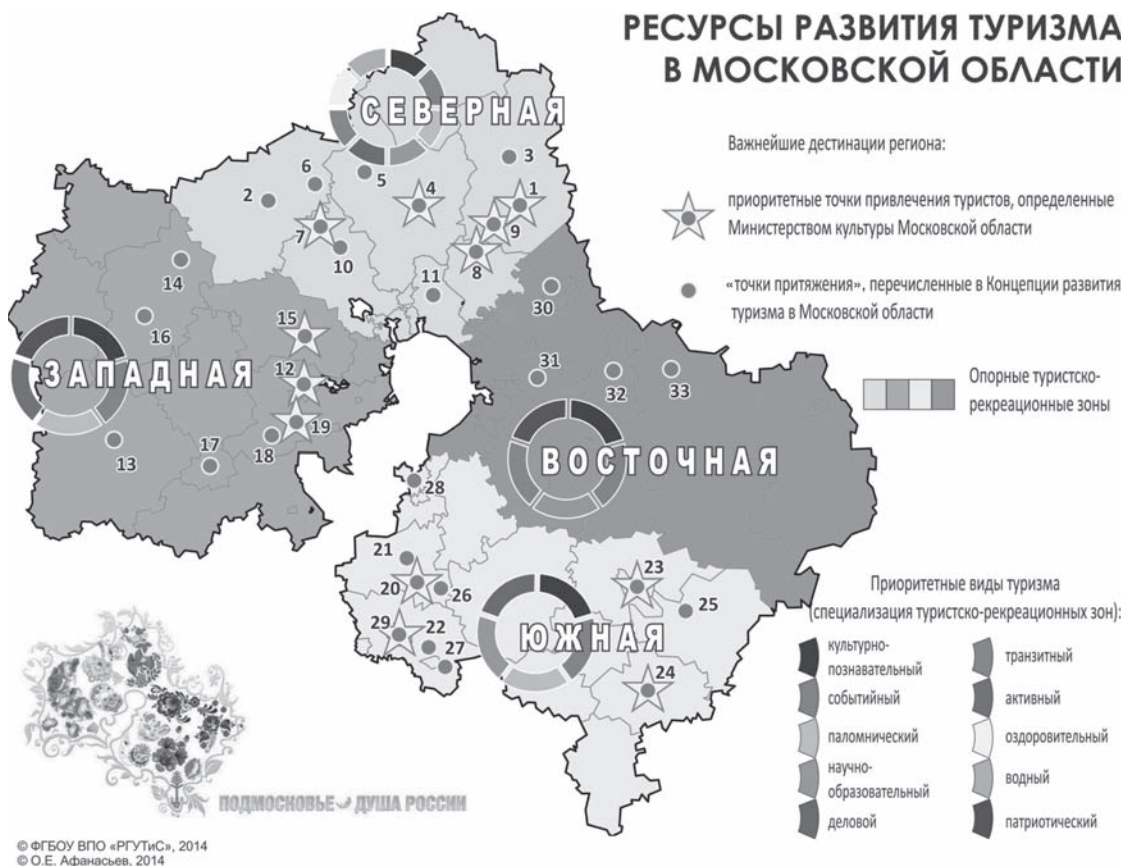 РЕСУРСЫ РАЗВИТИЯ ТУРИЗМА
В МОСКОВСКОЙ ОБЛАСТИ
Важнейшие дестинации региона:
приоритетные точки привлечения туристов, определенные
Министерством культуры Московской области
«точки притяжения», перечисленные в Концепции развития
туризма в Московской области
Опорные туристско-
рекреационные зоны
СЕВЕРНАЯ
3
6
5
2
4
1
7
9
10
8
11
14
30
16
15
31
32
33
12
ЗАПАДНАЯ
19
13
17
18
ВОСТОЧНАЯ
28
21
20
26
23
25
29
22
27
ЮЖНАЯ
24
Приоритетные виды туризма
(специализация туристско-рекреационных зон):
культурно-
познавательный
событийный
паломнический
научно-
образовательный
деловой
транзитный
активный
оздоровительный
водный
патриотический
ПОДМОСКОВЬЕ ДУША РОССИИ
© ФГБОУ ВПО «РГУТиС», 2014
© О.Е. Афанасьев, 2014